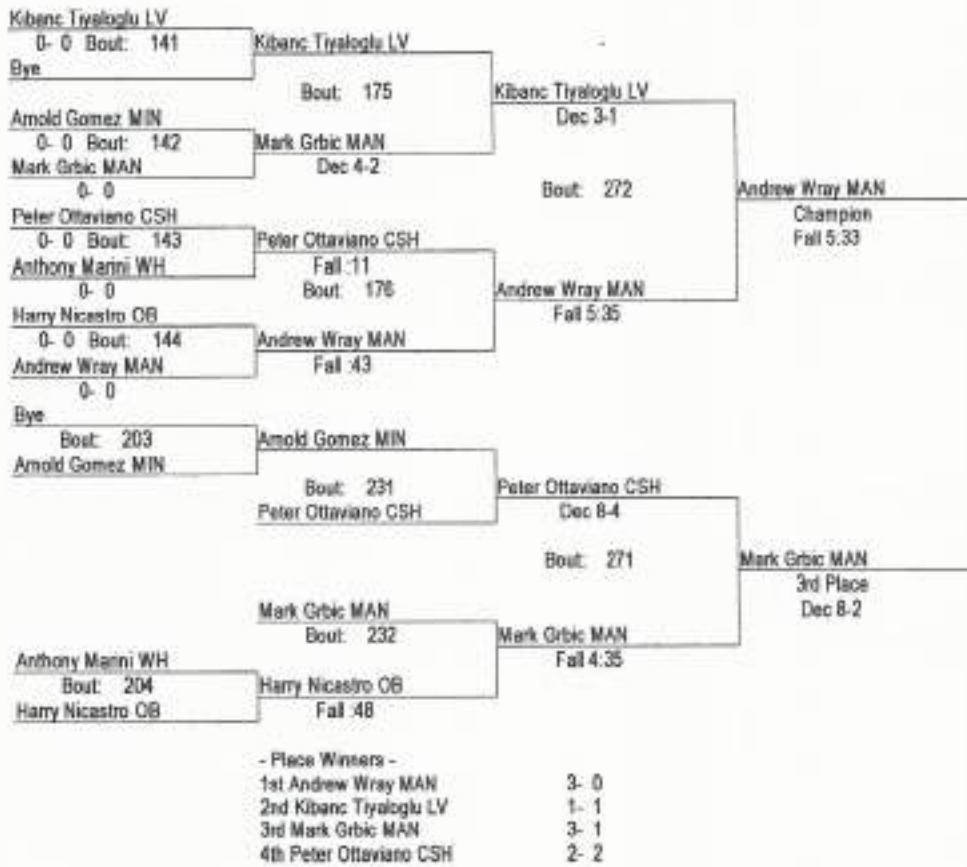 Kibanc Tiyaloglu LV
0- 0 Bout: 141
Bye
Kibanc Tiyaloglu LV
Bout: 175
Arnold Gomez MIN
0- 0 Bout: 142
Mark Grbic MAN
0- 0
Mark Grbic MAN
Dec 4-2
Kibanc Tiyaloglu LV
Dec 3-1
Bout: 272
Peter Ottaviano CSH
0- 0 Bout: 143
Anthony Marini WH
0- 0
Peter Ottaviano CSH
Fall :11
Bout: 176
Harry Nicastro OB
0- 0 Bout: 144
Andrew Wray MAN
0- 0
Andrew Wray MAN
Fall :43
Andrew Wray MAN
Fall 5:35
Andrew Wray MAN
Champion
Fall 5:33
Bye
Bout: 203
Arnold Gomez MIN
Arnold Gomez MIN
Bout: 231
Peter Ottaviano CSH
Peter Ottaviano CSH
Dec 8-4
Bout: 271
Mark Grbic MAN
Bout: 232
Anthony Marini WH
Bout: 204
Harry Nicastro OB
Harry Nicastro OB
Fall :48
Mark Grbic MAN
Fall 4:35
Mark Grbic MAN
3rd Place
Dec 8-2
- Place Winners -
1st Andrew Wray MAN 3- 0
2nd Kibanc Tiyaloglu LV 1- 1
3rd Mark Grbic MAN 3- 1
4th Peter Ottaviano CSH 2- 2